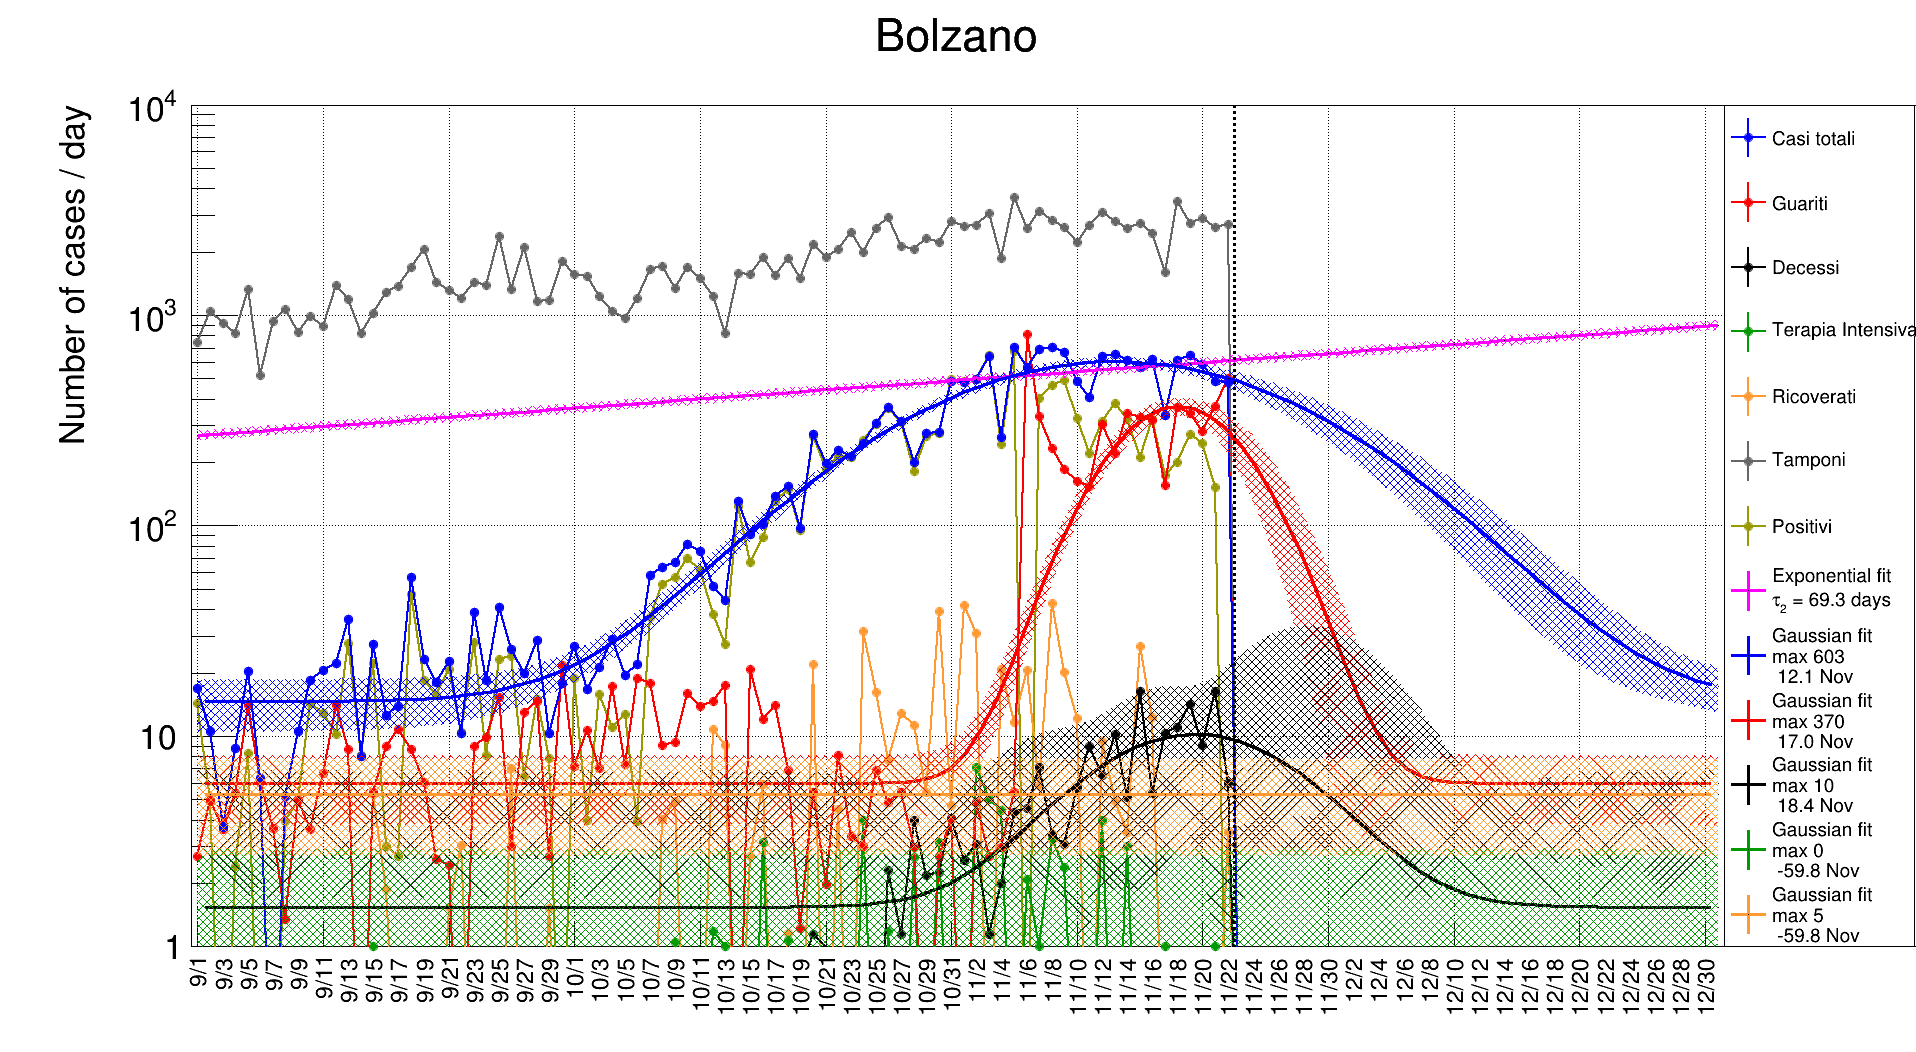 Bolzano
Number of cases / day
10^4
10^3
10^2
10
1
9/1
9/3
9/5
9/7
9/9
9/11
9/13
9/15
9/17
9/19
9/21
9/23
9/25
9/27
9/29
10/1
10/3
10/5
10/7
10/9
10/11
10/13
10/15
10/17
10/19
10/21
10/23
10/25
10/27
10/29
10/31
11/2
11/4
11/6
11/8
11/10
11/12
11/14
11/16
11/18
11/20
11/22
11/24
11/26
11/28
11/30
12/2
12/4
12/6
12/8
12/10
12/12
12/14
12/16
12/18
12/20
12/22
12/24
12/26
12/28
12/30
Casi totali
Guariti
Decessi
Terapia Intensiva
Ricoverati
Tamponi
Positivi
Exponential fit
τ₂ = 69.3 days
Gaussian fit
max 603
12.1 Nov
Gaussian fit
max 370
17.0 Nov
Gaussian fit
max 10
18.4 Nov
Gaussian fit
max 0
-59.8 Nov
Gaussian fit
max 5
-59.8 Nov